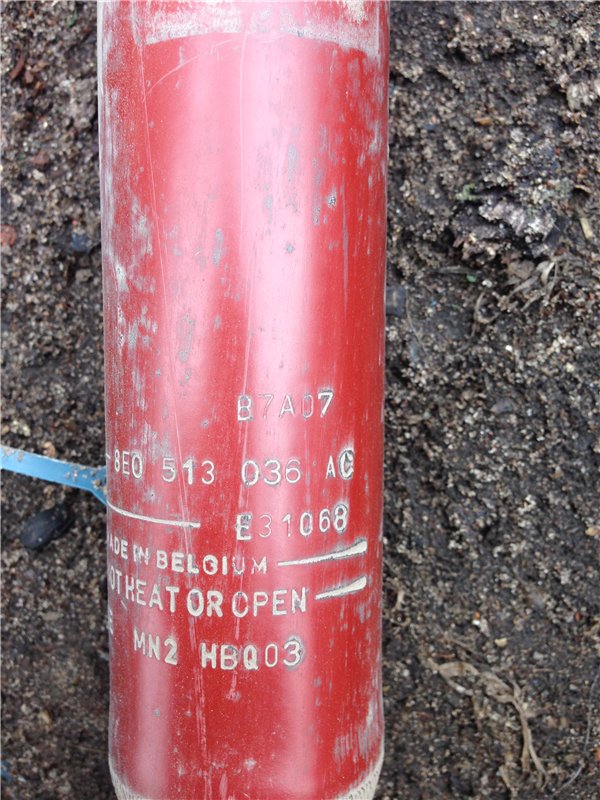 B7A07
8E0 513 036 AC
E31068
MADE IN BELGIUM
NOT HEAT OR OPEN
MN2 HBQ03